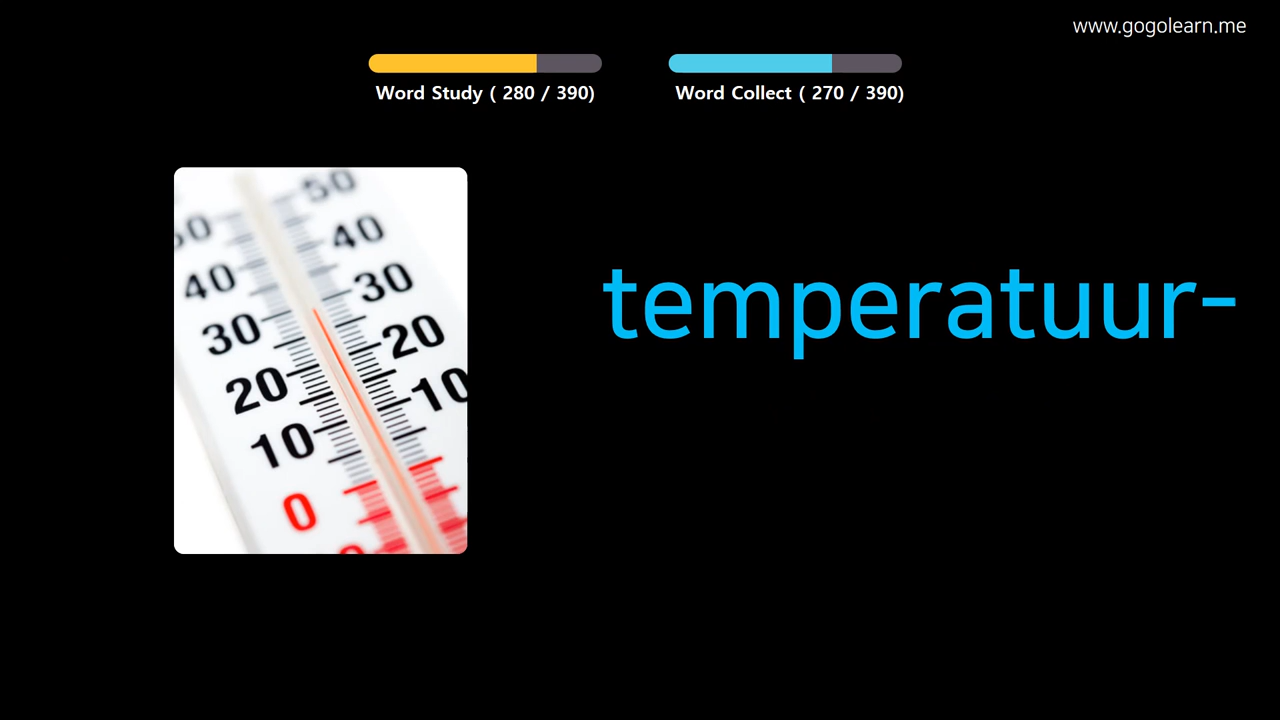 www.gogolearn.me
Word Study ( 280 / 390)
Word Collect ( 270 / 390)
temperatuur-
50
40
30
20
10
40
30
20
10
0